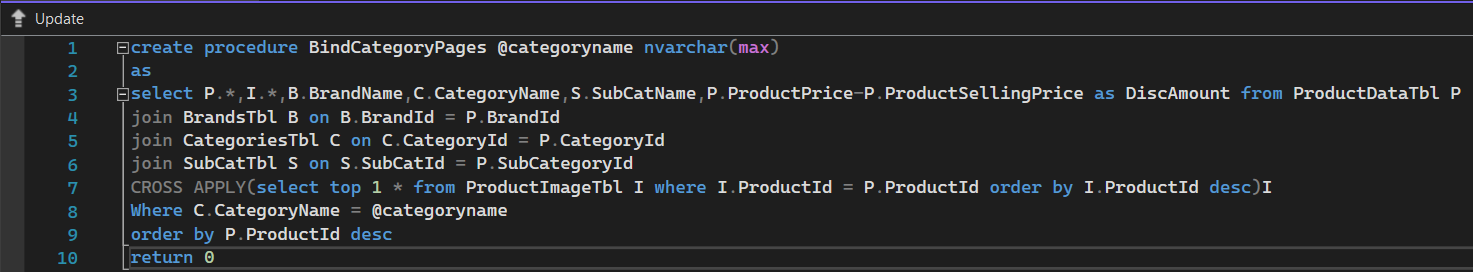 Update
1 create procedure BindCategoryPages @categoryname nvarchar(max)
2 as
3 select P.*,I.*,B.BrandName,C.CategoryName,S.SubCatName,P.ProductPrice-P.ProductSellingPrice as DiscAmount from ProductDataTbl P
4 join BrandsTbl B on B.BrandId = P.BrandId
5 join CategoriesTbl C on C.CategoryId = P.CategoryId
6 join SubCatTbl S on S.SubCatId = P.SubCategoryId
7 CROSS APPLY(select top 1 * from ProductImageTbl I where I.ProductId = P.ProductId order by I.ProductId desc)I
8 Where C.CategoryName = @categoryname
9 order by P.ProductId desc
10 return 0